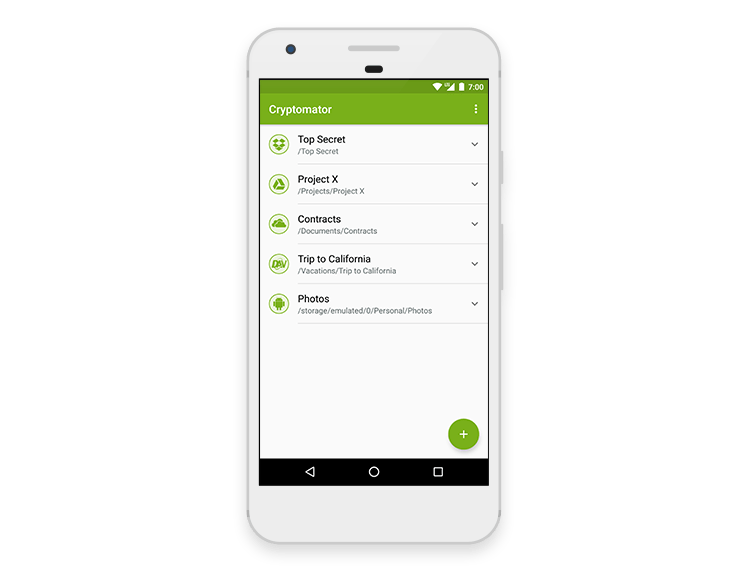 7:00
Cryptomator
Top Secret
/Top Secret
Project X
/Projects/Project X
Contracts
/Documents/Contracts
DAV
Trip to California
/Vacations/Trip to California
Photos
/storage/emulated/0/Personal/Photos